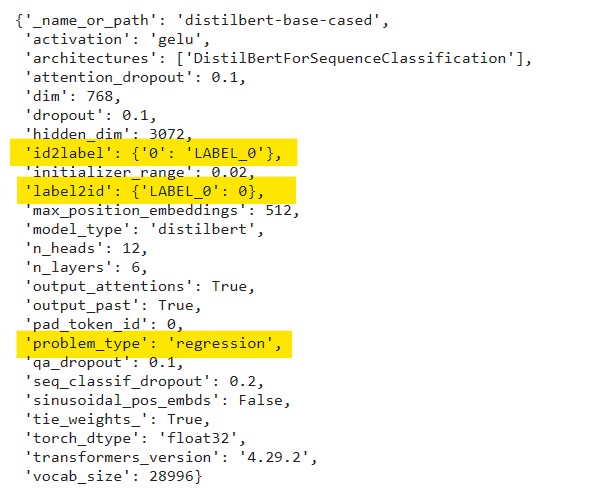 {'_name_or_path': 'distilbert-base-cased',
'activation': 'gelu',
'architectures': ['DistilBertForSequenceClassification'],
'attention_dropout': 0.1,
'dim': 768,
'dropout': 0.1,
'hidden_dim': 3072,
'id2label': {'0': 'LABEL_0'},
'initializer_range': 0.02,
'label2id': {'LABEL_0': 0},
'max_position_embeddings': 512,
'model_type': 'distilbert',
'n_heads': 12,
'n_layers': 6,
'output_attentions': True,
'output_past': True,
'pad_token_id': 0,
'problem_type': 'regression',
'qa_dropout': 0.1,
'seq_classif_dropout': 0.2,
'sinusoidal_pos_embds': False,
'tie_weights_': True,
'torch_dtype': 'float32',
'transformers_version': '4.29.2',
'vocab_size': 28996}